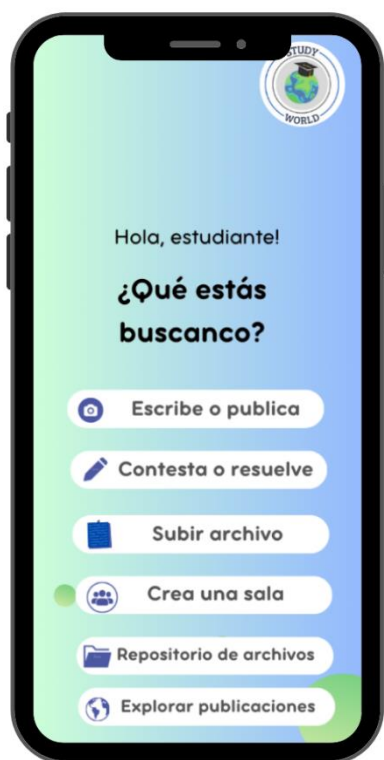 STUDY
WORLD
Hola, estudiante!
¿Qué estás
buscanco?
Escribe o publica
Contesta o resuelve
Subir archivo
Crea una sala
Repositorio de archivos
Explorar publicaciones